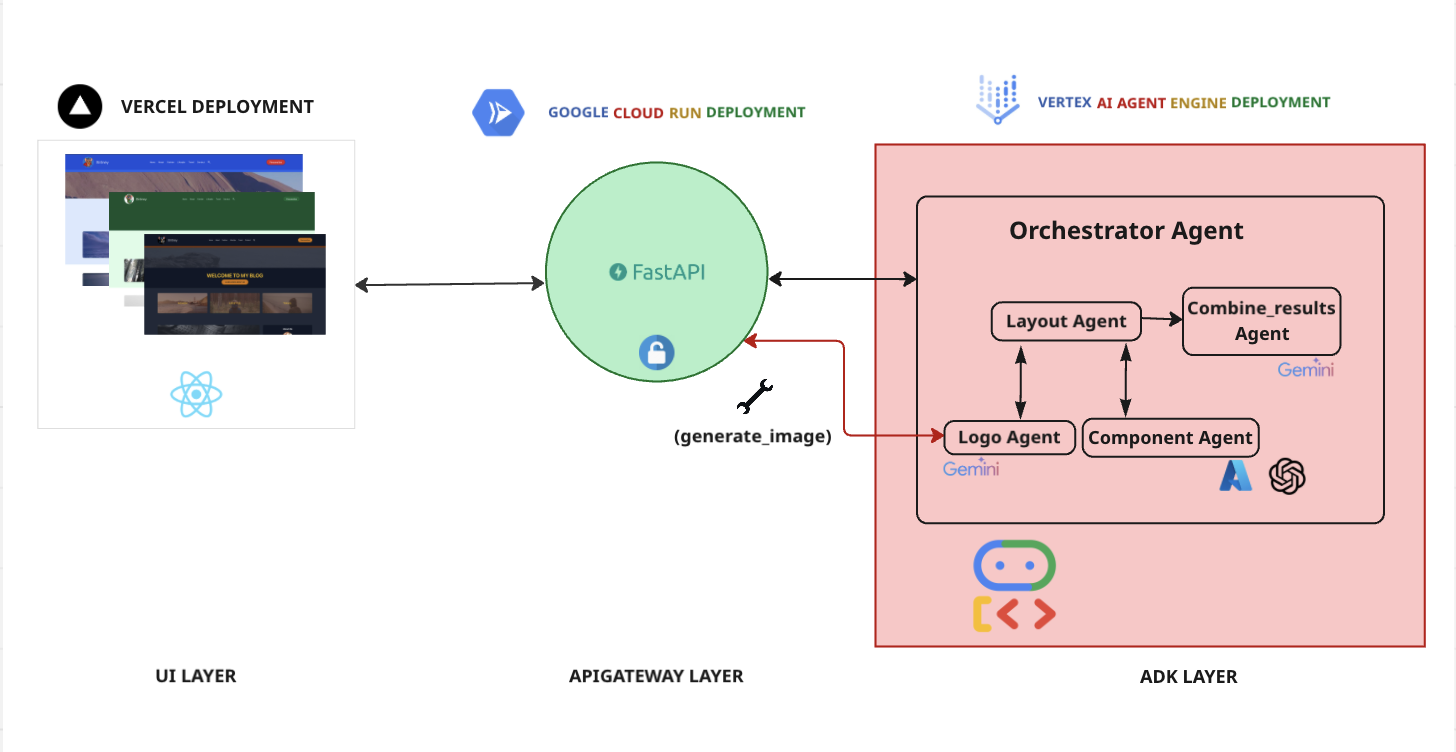 VERCEL DEPLOYMENT
GOOGLE CLOUD RUN DEPLOYMENT
VERTEX AI AGENT ENGINE DEPLOYMENT
WELCOME TO MY BLOG
FastAPI
(generate_image)
Orchestrator Agent
Layout Agent
Combine_results
Agent
Gemini
Logo Agent
Component Agent
Gemini
UI LAYER
APIGATEWAY LAYER
ADK LAYER